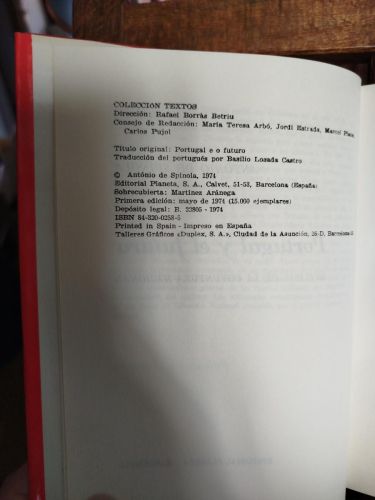 COLECCION TEXTOS
Dirección: Rafael Borràs Betriu
Consejo de Redacción: María Teresa Arbó, Jordi Estrada, Marcel Plans,
Carlos Pujol
Título original: Portugal e o futuro
Traducción del portugués por Basilio Losada Castro
© António de Spínola, 1974
Editorial Planeta, S. A., Calvet, 51-53, Barcelona (España)
Sobrecubierta: Martínez Aránega
Primera edición: mayo de 1974 (15.000 ejemplares)
Depósito legal: B. 22805 - 1974
ISBN 84-320-0258-5
Printed in Spain - Impreso en España
Talleres Gráficos «Duplex, S. A.», Ciudad de la Asunción, 26-D, Barcelona